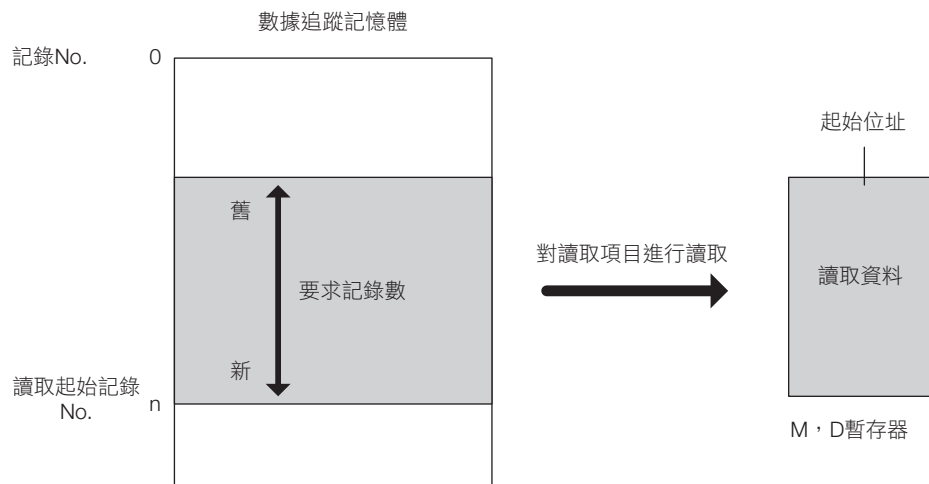 數據追蹤記憶體
記錄No.
0
起始位址
舊
對讀取項目進行讀取
讀取資料
要求記錄數
新
讀取起始記錄
No.
n
M，D暫存器